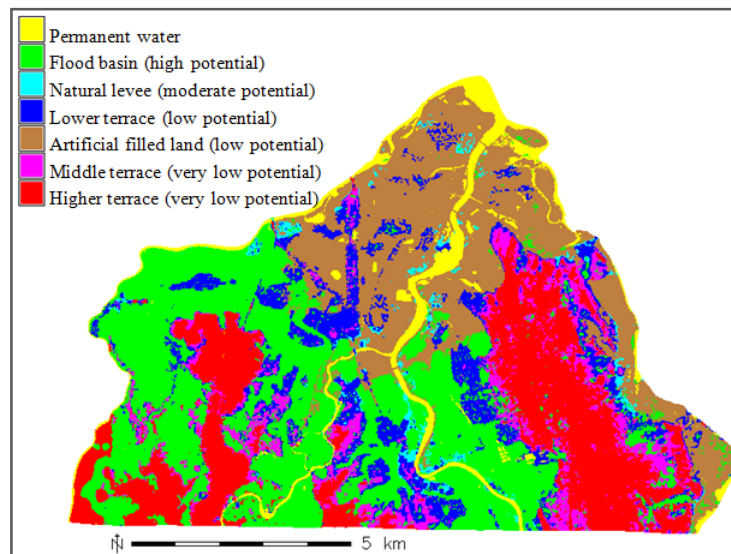 Permanent water
Flood basin (high potential)
Natural levee (moderate potential)
Lower terrace (low potential)
Artificial filled land (low potential)
Middle terrace (very low potential)
Higher terrace (very low potential)
N 5 km